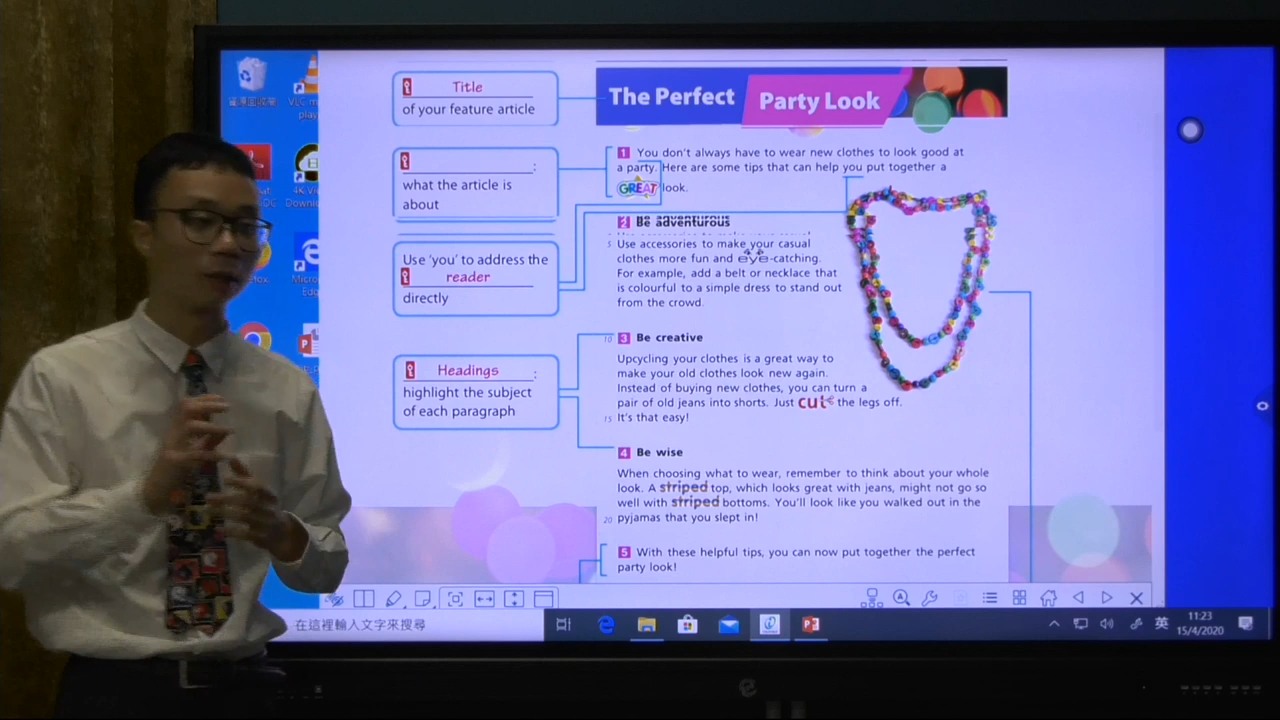 Title
of your feature article
:
what the article is
about
Use 'you' to address the
reader
directly
Headings :
highlight the subject
of each paragraph
The Perfect Party Look
1 You don't always have to wear new clothes to look good at
a party. Here are some tips that can help you put together a
GREAT look.
2 Be adventurous
5 Use accessories to make your casual
clothes more fun and eye-catching.
For example, add a belt or necklace that
is colourful to a simple dress to stand out
from the crowd.
10 3 Be creative
Upcycling your clothes is a great way to
make your old clothes look new again.
Instead of buying new clothes, you can turn a
pair of old jeans into shorts. Just cut the legs off.
15 It's that easy!
4 Be wise
When choosing what to wear, remember to think about your whole
look. A striped top, which looks great with jeans, might not go so
well with striped bottoms. You'll look like you walked out in the
20 pyjamas that you slept in!
5 With these helpful tips, you can now put together the perfect
party look!
在這裡輸入文字來搜尋
英
11:23
15/4/2020